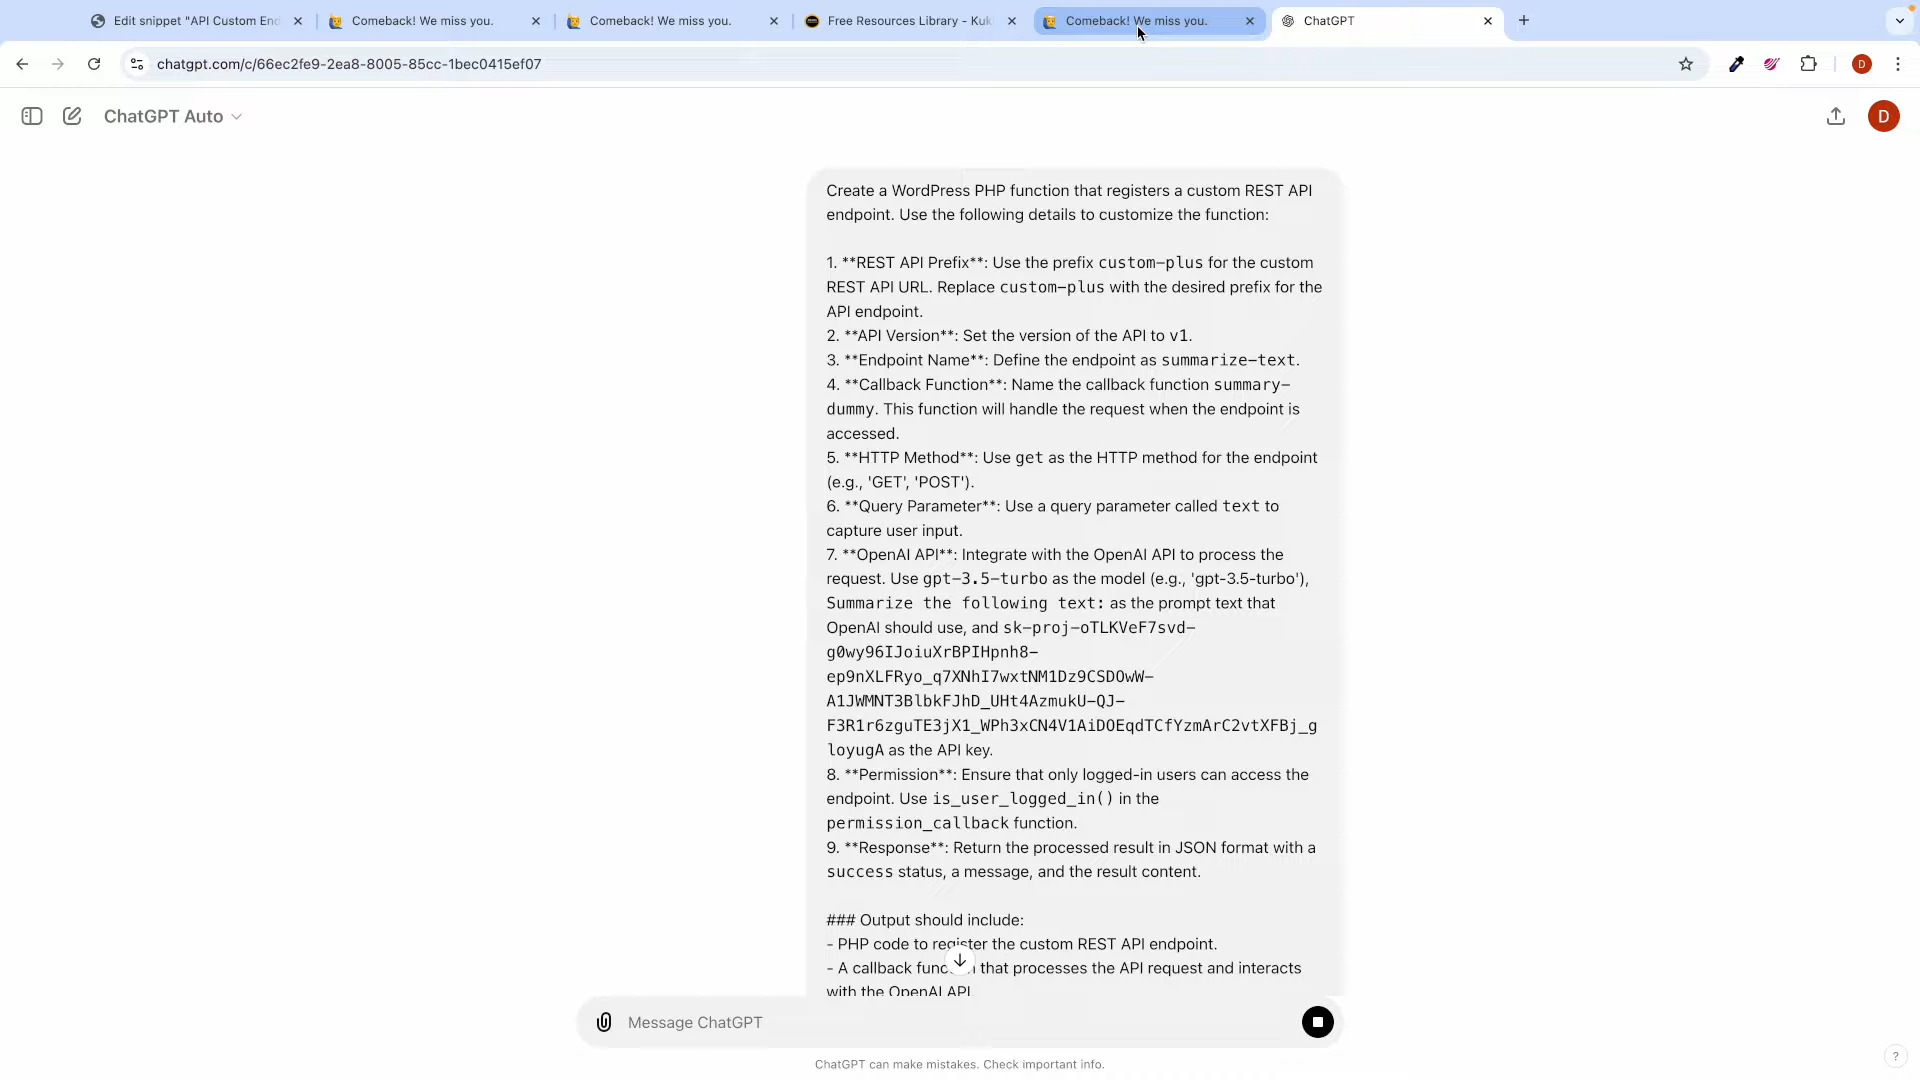 Edit snippet "API Custom End
Comeback! We miss you.
Comeback! We miss you.
Free Resources Library - Kuk
Comeback! We miss you.
ChatGPT
chatgpt.com/c/66ec2fe9-2ea8-8005-85cc-1bec0415ef07
D
ChatGPT Auto
D
Create a WordPress PHP function that registers a custom REST API
endpoint. Use the following details to customize the function:
1. **REST API Prefix**: Use the prefix custom-plus for the custom
REST API URL. Replace custom-plus with the desired prefix for the
API endpoint.
2. **API Version**: Set the version of the API to v1.
3. **Endpoint Name**: Define the endpoint as summarize-text.
4. **Callback Function**: Name the callback function summary-
dummy. This function will handle the request when the endpoint is
accessed.
5. **HTTP Method**: Use get as the HTTP method for the endpoint
(e.g., 'GET', 'POST').
6. **Query Parameter**: Use a query parameter called text to
capture user input.
7. **OpenAI API**: Integrate with the OpenAI API to process the
request. Use gpt-3.5-turbo as the model (e.g., 'gpt-3.5-turbo'),
Summarize the following text: as the prompt text that
OpenAI should use, and sk-proj-oTLKVeF7svd-
g0wy96IJoiuXrBPIHpnh8-
ep9nXLFRyo_q7XNhI7wxtNM1Dz9CSDOwW-
A1JWMNT3BlbkFJhD_UHt4AzmukU-QJ-
F3R1r6zguTE3jX1_WPh3xCN4V1AiDOEqdTCfYzmArC2vtXFBj_g
loyugA as the API key.
8. **Permission**: Ensure that only logged-in users can access the
endpoint. Use is_user_logged_in() in the
permission_callback function.
9. **Response**: Return the processed result in JSON format with a
success status, a message, and the result content.
### Output should include:
- PHP code to register the custom REST API endpoint.
- A callback function that processes the API request and interacts
with the OpenAI API.
Message ChatGPT
ChatGPT can make mistakes. Check important info.
?